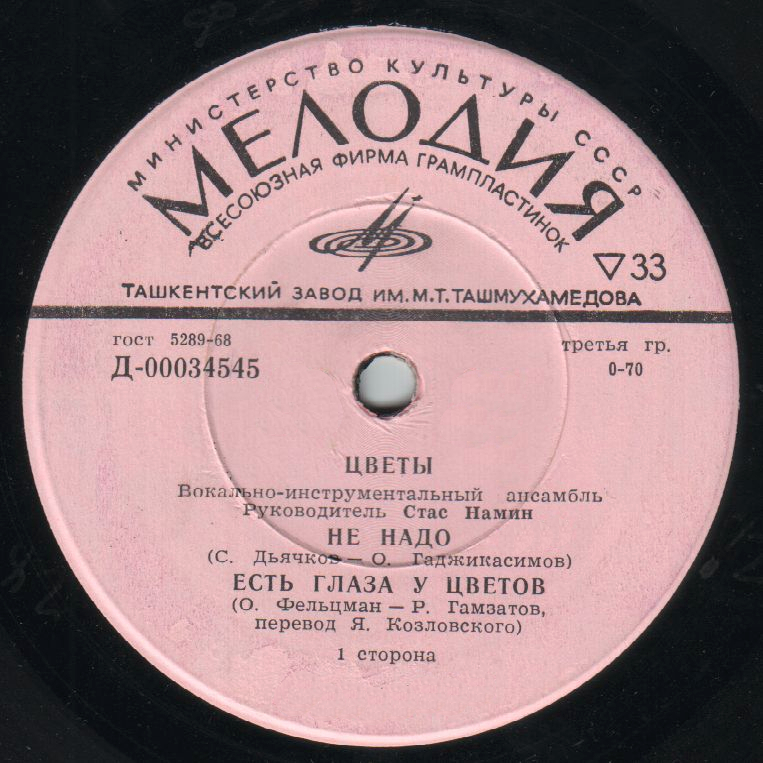 МИНИСТЕРСТВО КУЛЬТУРЫ СССР
МЕЛОДИЯ
ВСЕСОЮЗНАЯ ФИРМА ГРАМПЛАСТИНОК
▽33
ТАШКЕНТСКИЙ ЗАВОД ИМ. М.Т. ТАШМУХАМЕДОВА
гост 5289-68
третья гр.
Д-00034545
0-70
ЦВЕТЫ
Вокально-инструментальный ансамбль
Руководитель Стас Намин
НЕ НАДО
(С. Дьячков — О. Гаджикасимов)
ЕСТЬ ГЛАЗА У ЦВЕТОВ
(О. Фельцман — Р. Гамзатов,
перевод Я. Козловского)
1 сторона